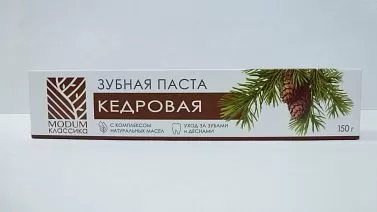 MODUM
КЛАССИКА
ЗУБНАЯ ПАСТА
КЕДРОВАЯ
С КОМПЛЕКСОМ
НАТУРАЛЬНЫХ МАСЕЛ
УХОД ЗА ЗУБАМИ
И ДЕСНАМИ
150 г